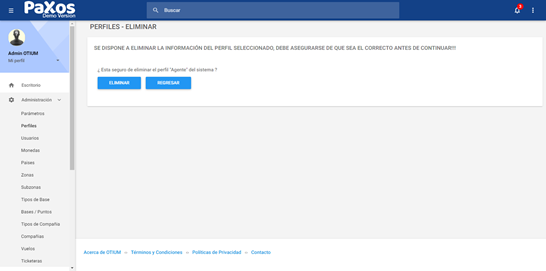 PaXos
Demo Version
Buscar
3
Admin OTIUM
Mi perfil
Escritorio
Administración
Parámetros
Perfiles
Usuarios
Monedas
Paises
Zonas
Subzonas
Tipos de Base
Bases / Puntos
Tipos de Compañía
Compañías
Vuelos
Ticketeras
PERFILES - ELIMINAR
SE DISPONE A ELIMINAR LA INFORMACIÓN DEL PERFIL SELECCIONADO, DEBE ASEGURARSE DE QUE SEA EL CORRECTO ANTES DE CONTINUAR!!!
¿ Esta seguro de eliminar el perfil "Agente" del sistema ?
ELIMINAR REGRESAR
Acerca de OTIUM – Términos y Condiciones – Políticas de Privacidad – Contacto